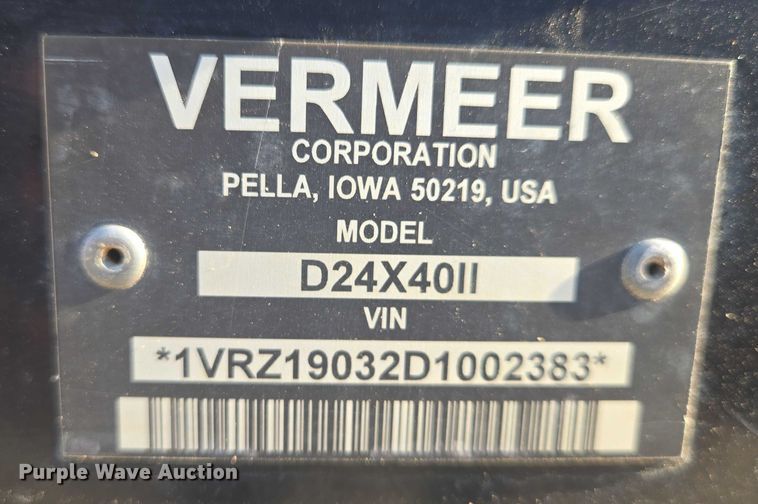 VERMEER
CORPORATION
PELLA, IOWA 50219, USA
MODEL
D24X40II
VIN
*1VRZ19032D1002383*
Purple Wave Auction